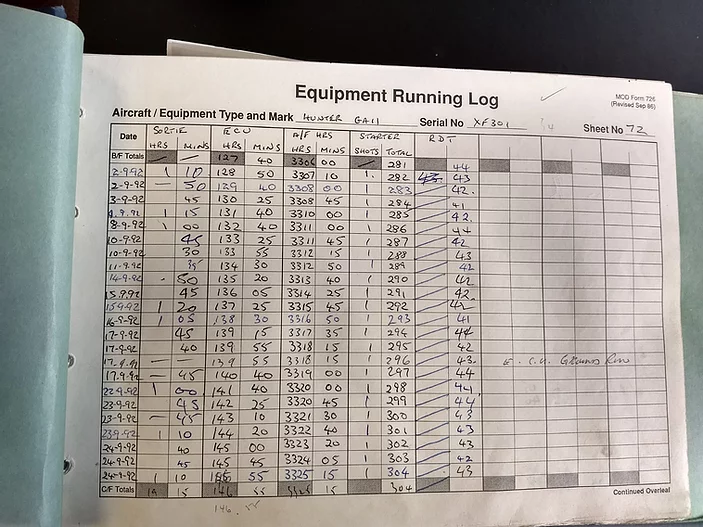 Equipment Running Log
MOD Form 726
(Revised Sep 86)
Aircraft / Equipment Type and Mark HUNTER GA11 Serial No XF301 Sheet No 72
Date SORTIE ECU A/F HRS STARTER RDT
HRS MINS HRS MINS HRS MINS SHOTS TOTAL
B/F Totals 127 40 3306 00 281 44
2-9-92 1 10 128 50 3307 10 1 282 43
2-9-92 — 50 129 40 3308 00 1 283 42
3-9-92 45 130 25 3308 45 1 284 41
4.9.92 1 15 131 40 3310 00 1 285 42
8-9-92 1 00 132 40 3311 00 1 286 44
10-9-92 45 133 25 3311 45 1 287 42
10-9-92 30 133 55 3312 15 1 288 43
11-9-92 35 134 30 3312 50 1 289 42
14-9-92 - 50 135 20 3313 40 1 290 42
15.9.92 45 136 05 3314 25 1 291 42
15-9-92 1 20 137 25 3315 45 1 292 42
16-9-92 1 05 138 30 3316 50 1 293 41
17-9-92 45 139 15 3317 35 1 294 44
17-9-92 40 139 55 3318 15 1 295 42
17-9-92 — — 139 55 3318 15 1 296 43. E.C.U. Ground Run
17.9-92 — 45 140 40 3319 00 1 297 44
22-9-92 1 00 141 40 3320 00 1 298 44
23-9-92 45 142 25 3320 45 1 299 44
23-9-92 — 45 143 10 3321 30 1 300 43
23-9-92 1 10 144 20 3322 40 1 301 43
24-9-92 40 145 00 3323 20 1 302 43
24-9-92 45 145 45 3324 05 1 303 42
24-9-92 1 10 146 55 3325 15 1 304 43
C/F Totals 19 15 146 55 3325 15 304
Continued Overleaf
146.55